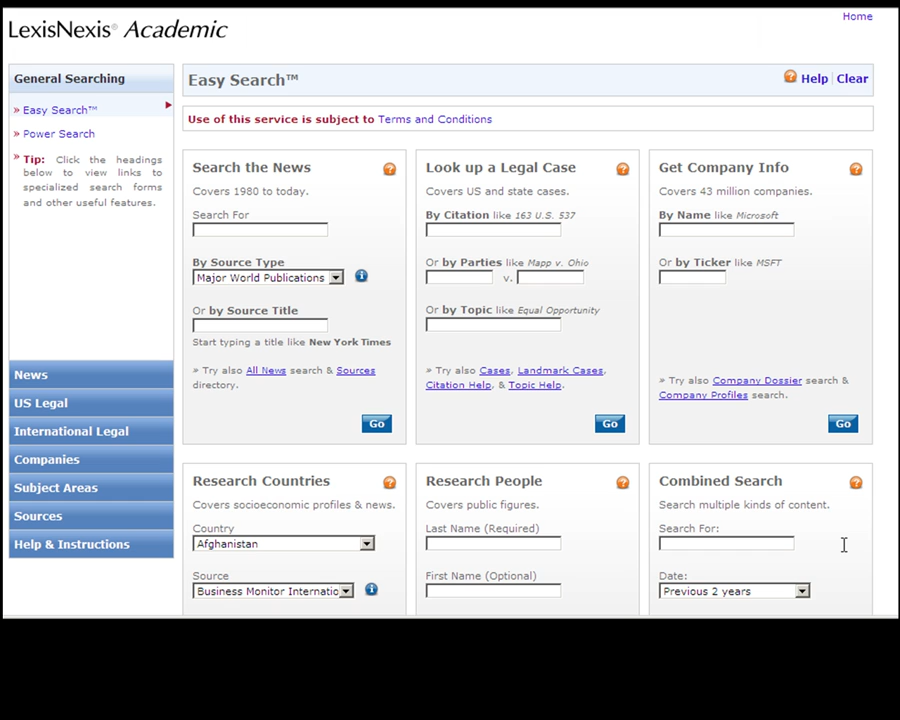 LexisNexis® Academic
Home
General Searching
» Easy Search™
» Power Search
» Tip: Click the headings
below to view links to
specialized search forms
and other useful features.
News
US Legal
International Legal
Companies
Subject Areas
Sources
Help & Instructions
Easy Search™
? Help | Clear
Use of this service is subject to Terms and Conditions
Search the News ?
Covers 1980 to today.
Search For
By Source Type
Major World Publications i
Or by Source Title
Start typing a title like New York Times
» Try also All News search & Sources
directory.
Go
Look up a Legal Case ?
Covers US and state cases.
By Citation like 163 U.S. 537
Or by Parties like Mapp v. Ohio
v.
Or by Topic like Equal Opportunity
» Try also Cases, Landmark Cases,
Citation Help, & Topic Help.
Go
Get Company Info ?
Covers 43 million companies.
By Name like Microsoft
Or by Ticker like MSFT
» Try also Company Dossier search &
Company Profiles search.
Go
Research Countries ?
Covers socioeconomic profiles & news.
Country
Afghanistan
Source
Business Monitor Internatio i
Research People ?
Covers public figures.
Last Name (Required)
First Name (Optional)
Combined Search ?
Search multiple kinds of content.
Search For:
Date:
Previous 2 years